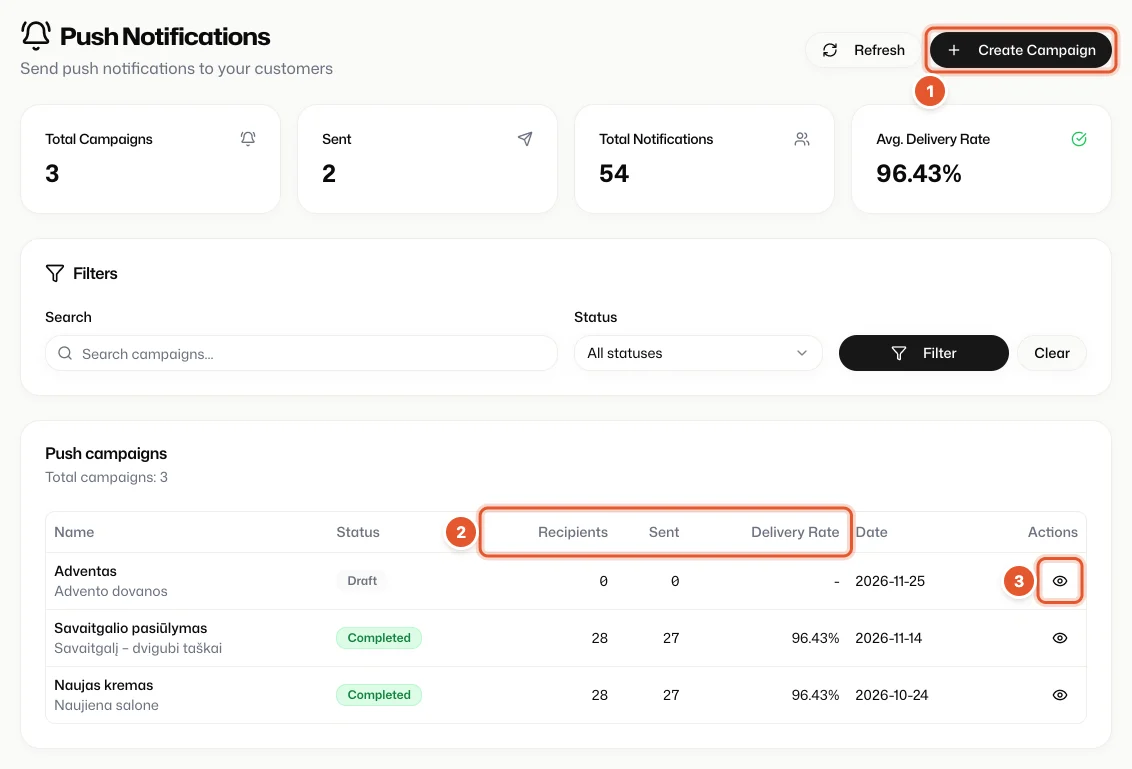 Push Notifications
Send push notifications to your customers
Refresh
+ Create Campaign
1
Total Campaigns
3
Sent
2
Total Notifications
54
Avg. Delivery Rate
96.43%
Filters
Search
Search campaigns...
Status
All statuses
Filter
Clear
Push campaigns
Total campaigns: 3
Name Status 2 Recipients Sent Delivery Rate Date Actions
Adventas
Advento dovanos
Draft 0 0 - 2026-11-25 3
Savaitgalio pasiūlymas
Savaitgalį – dvigubi taškai
Completed 28 27 96.43% 2026-11-14
Naujas kremas
Naujiena salone
Completed 28 27 96.43% 2026-10-24